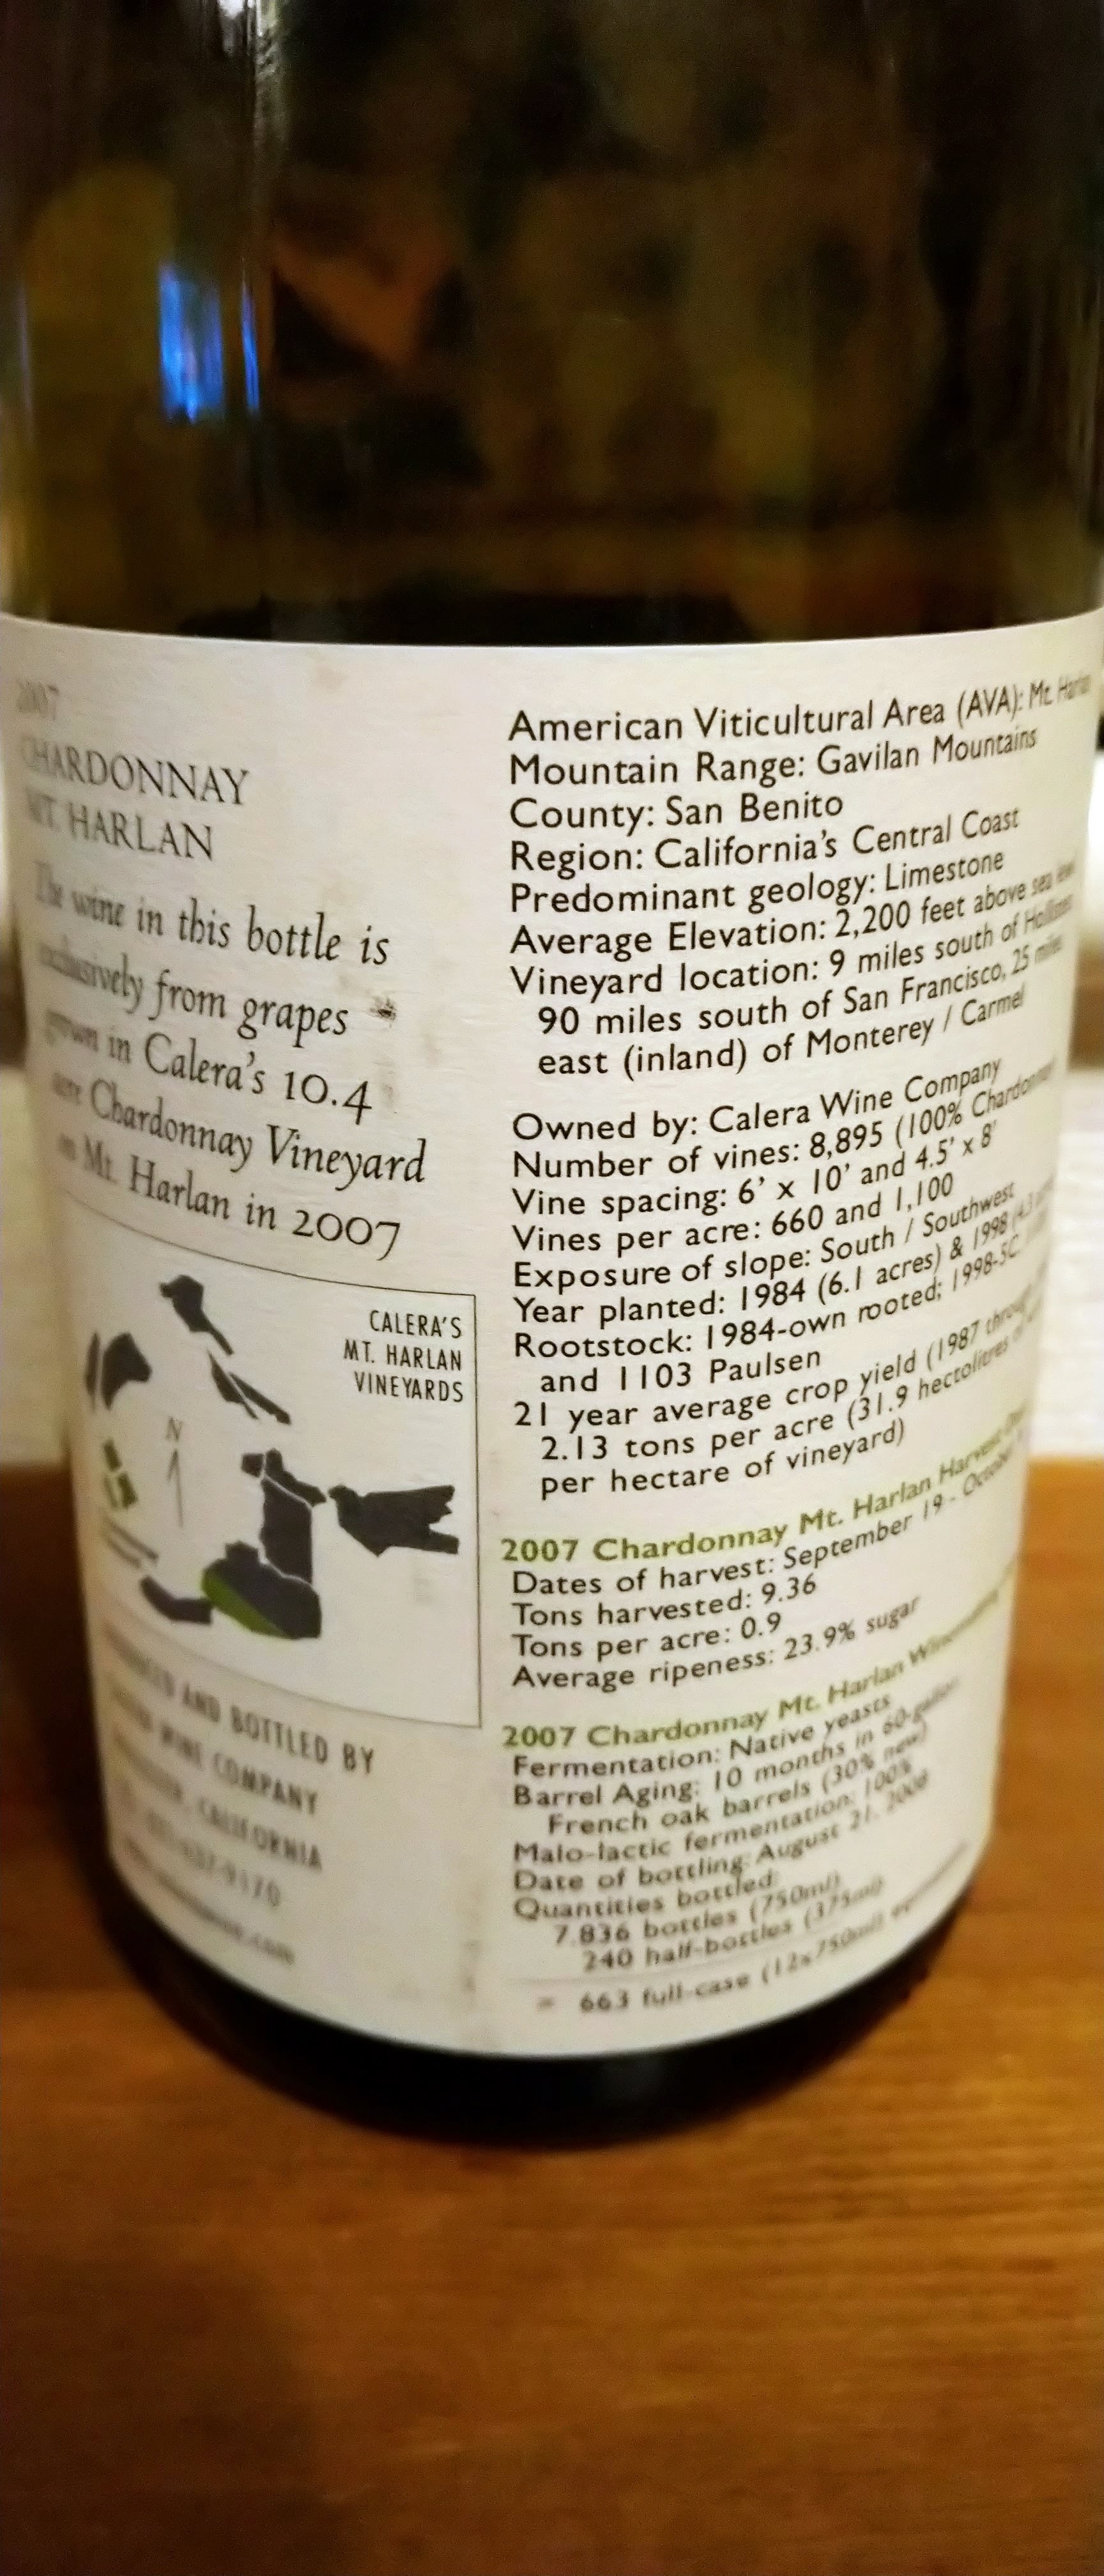 2007
CHARDONNAY
MT. HARLAN
The wine in this bottle is
exclusively from grapes
grown in Calera's 10.4
acre Chardonnay Vineyard
on Mt. Harlan in 2007
CALERA'S
MT. HARLAN
VINEYARDS
N
AND BOTTLED BY
WINE COMPANY
CALIFORNIA
American Viticultural Area (AVA): Mt. Harlan
Mountain Range: Gavilan Mountains
County: San Benito
Region: California's Central Coast
Predominant geology: Limestone
Average Elevation: 2,200 feet above sea level
Vineyard location: 9 miles south of Hollister,
90 miles south of San Francisco, 25 miles
east (inland) of Monterey / Carmel
Owned by: Calera Wine Company
Number of vines: 8,895 (100% Chardonnay)
Vine spacing: 6' x 10' and 4.5' x 8'
Vines per acre: 660 and 1,100
Exposure of slope: South / Southwest
Year planted: 1984 (6.1 acres) & 1998 (4.3
Rootstock: 1984-own rooted; 1998-5C
and 1103 Paulsen
21 year average crop yield (1987 through
2.13 tons per acre (31.9 hectolitres of
per hectare of vineyard)
2007 Chardonnay Mt. Harlan Harvest
Dates of harvest: September 19 - October
Tons harvested: 9.36
Tons per acre: 0.9
Average ripeness: 23.9% sugar
2007 Chardonnay Mt. Harlan Winemaking
Fermentation: Native yeasts
Barrel Aging: 10 months in 60-gallon
French oak barrels (30% new)
Malo-lactic fermentation: 100%
Date of bottling: August 21, 2008
Quantities bottled:
7,836 bottles (750ml)
240 half-bottles (375ml)
= 663 full-case (12x750ml)